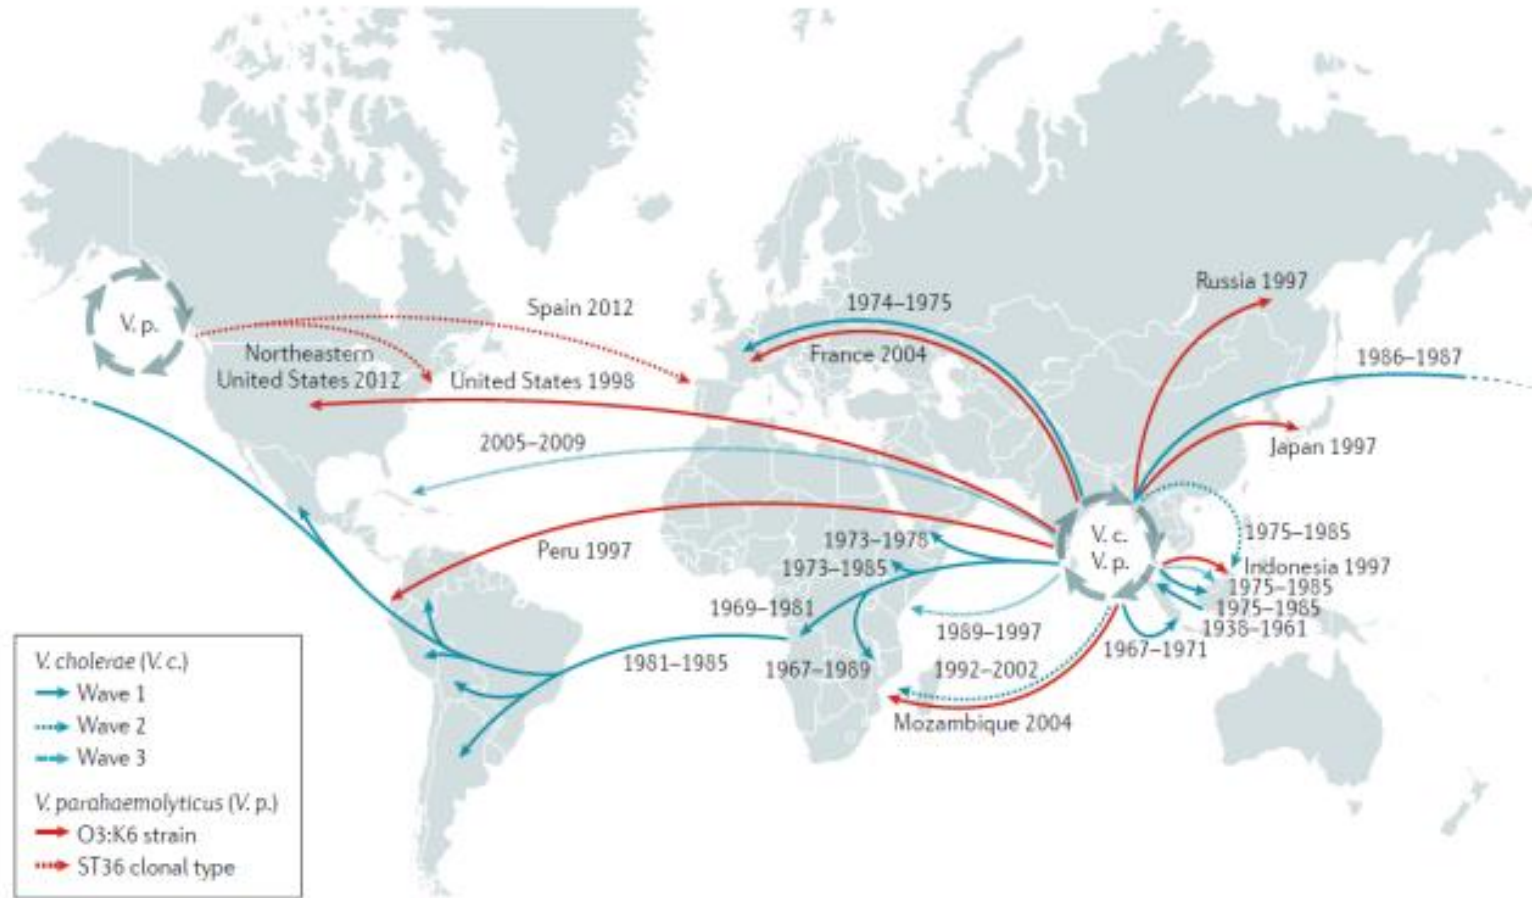 V. p.
Spain 2012
Northeastern
United States 2012
United States 1998
2005–2009
1974–1975
France 2004
Russia 1997
1986–1987
Japan 1997
V. c.
V. p.
1975–1985
Indonesia 1997
1975–1985
1975–1985
1938–1961
1967–1971
Peru 1997
1973–1978
1973–1985
1969–1981
1981–1985
1967–1989
1989–1997
1992–2002
Mozambique 2004
V. cholerae (V. c.)
Wave 1
Wave 2
Wave 3
V. parahaemolyticus (V. p.)
O3:K6 strain
ST36 clonal type